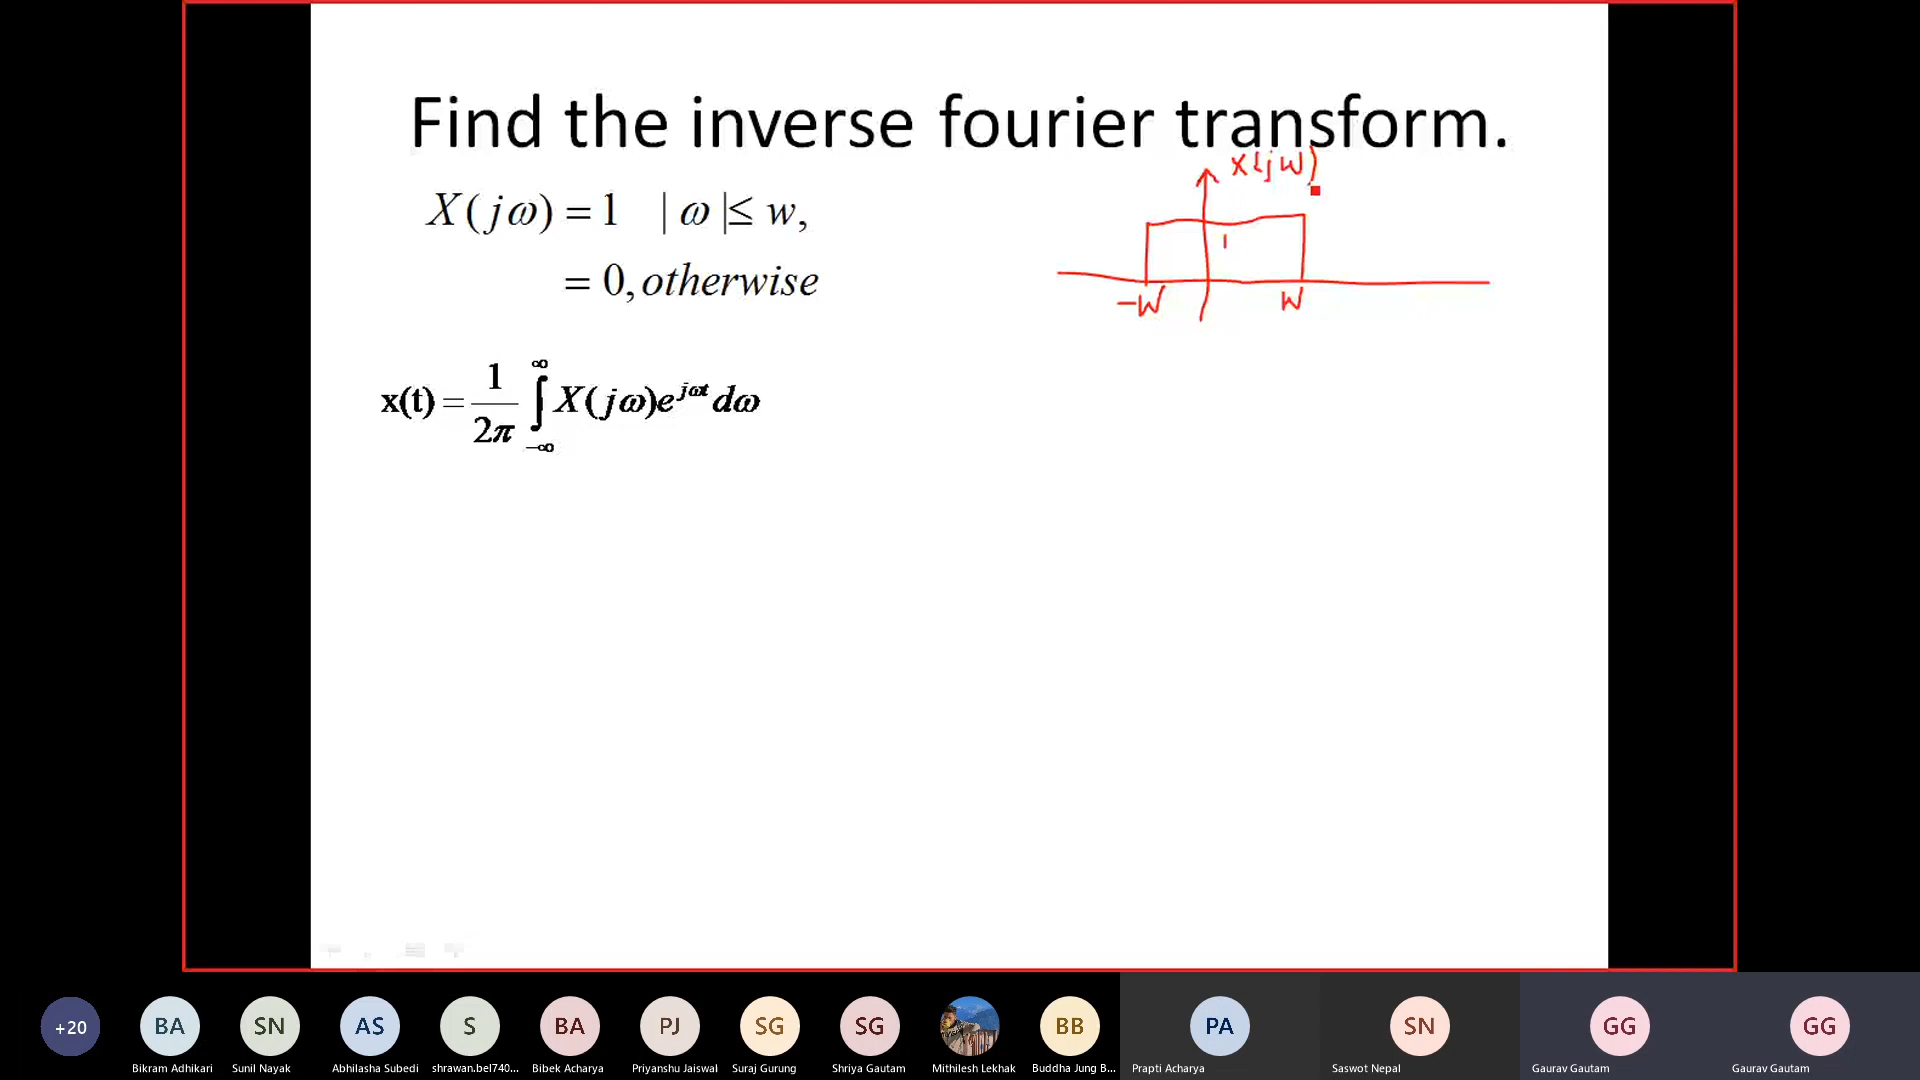 Find the inverse fourier transform.
X(jω) = 1 | ω |≤ w,
= 0, otherwise
X(jW)
1
-W W
x(t) = 1/2π ∫_{-∞}^{∞} X(jω)e^{jωt} dω
+20
BA
SN
AS
S
BA
PJ
SG
SG
BB
PA
SN
GG
GG
Bikram Adhikari
Sunil Nayak
Abhilasha Subedi
shrawan.bel740...
Bibek Acharya
Priyanshu Jaiswal
Suraj Gurung
Shriya Gautam
Mithilesh Lekhak
Buddha Jung B...
Prapti Acharya
Saswot Nepal
Gaurav Gautam
Gaurav Gautam